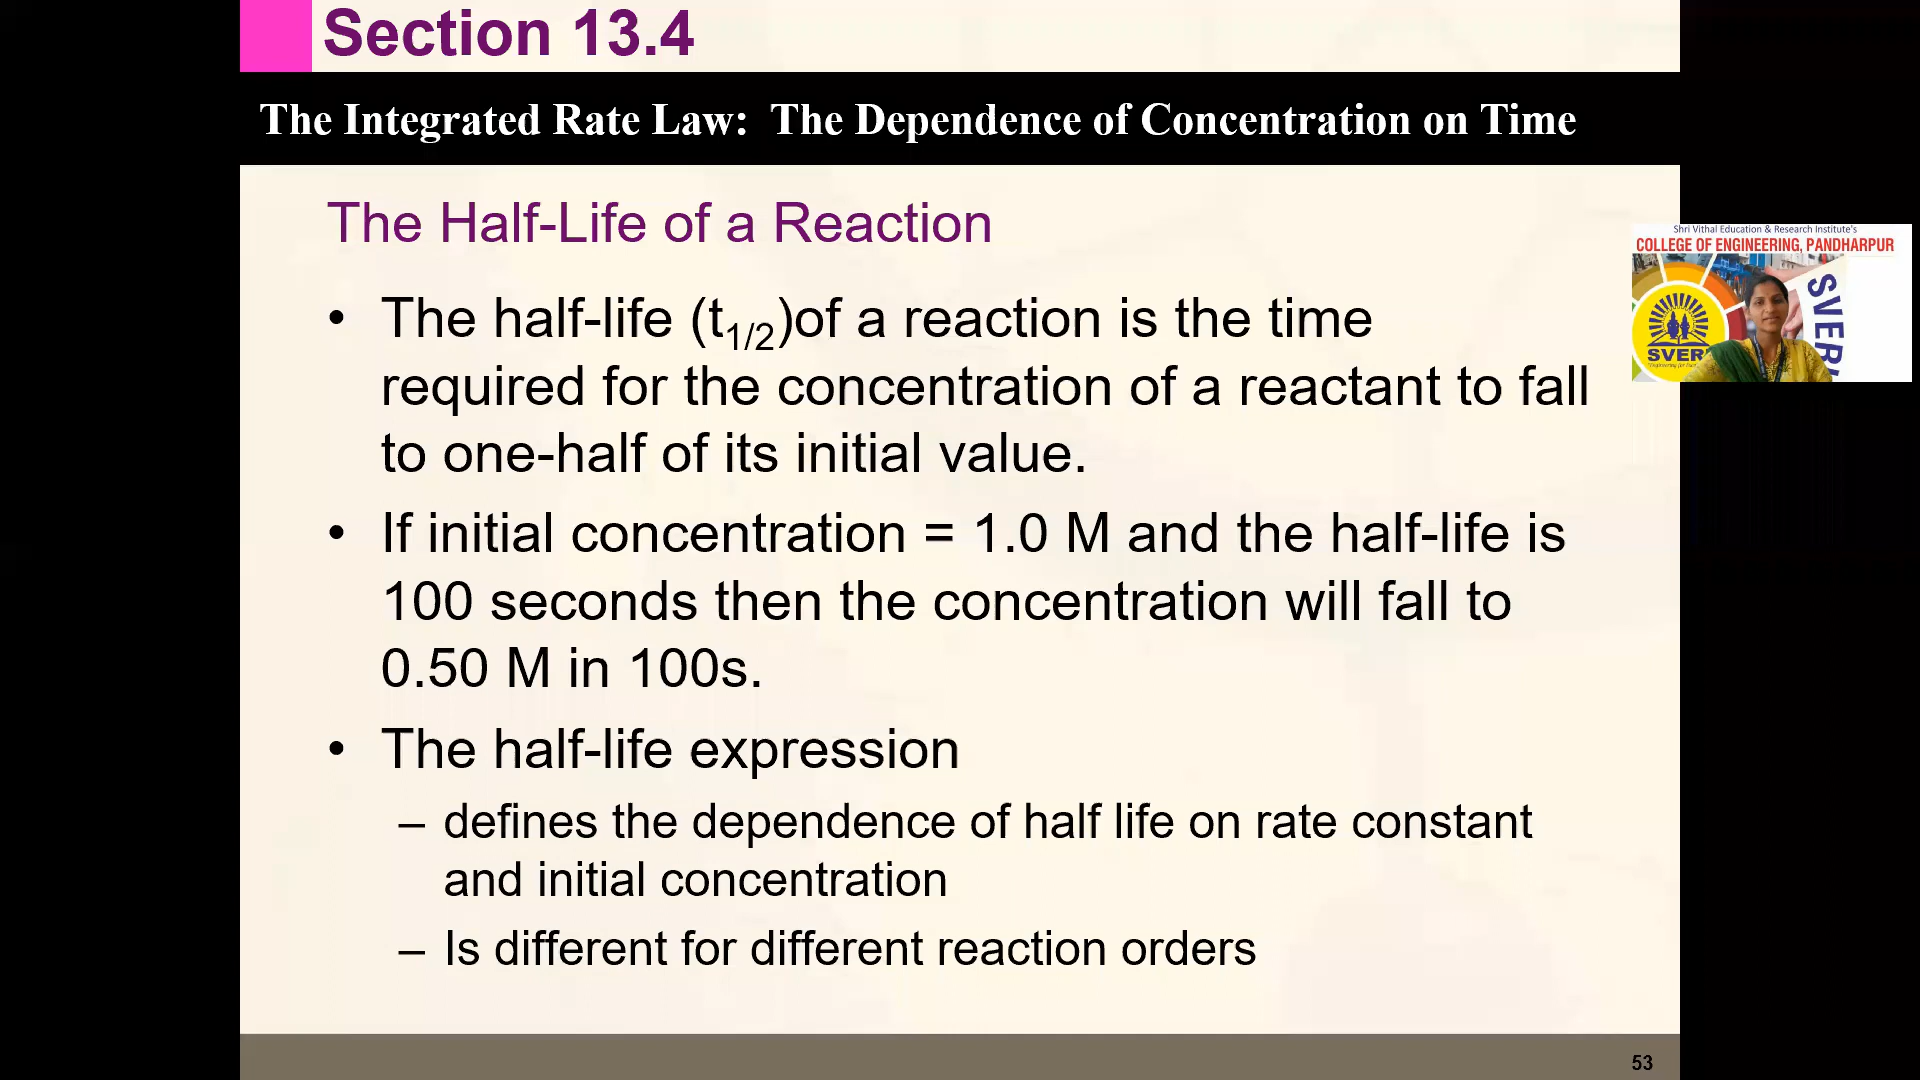 Section 13.4
The Integrated Rate Law: The Dependence of Concentration on Time
The Half-Life of a Reaction
• The half-life (t1/2)of a reaction is the time
required for the concentration of a reactant to fall
to one-half of its initial value.
• If initial concentration = 1.0 M and the half-life is
100 seconds then the concentration will fall to
0.50 M in 100s.
• The half-life expression
– defines the dependence of half life on rate constant
and initial concentration
– Is different for different reaction orders
53
Shri Vithal Education & Research Institute's
COLLEGE OF ENGINEERING, PANDHARPUR
SVERI
SVERI